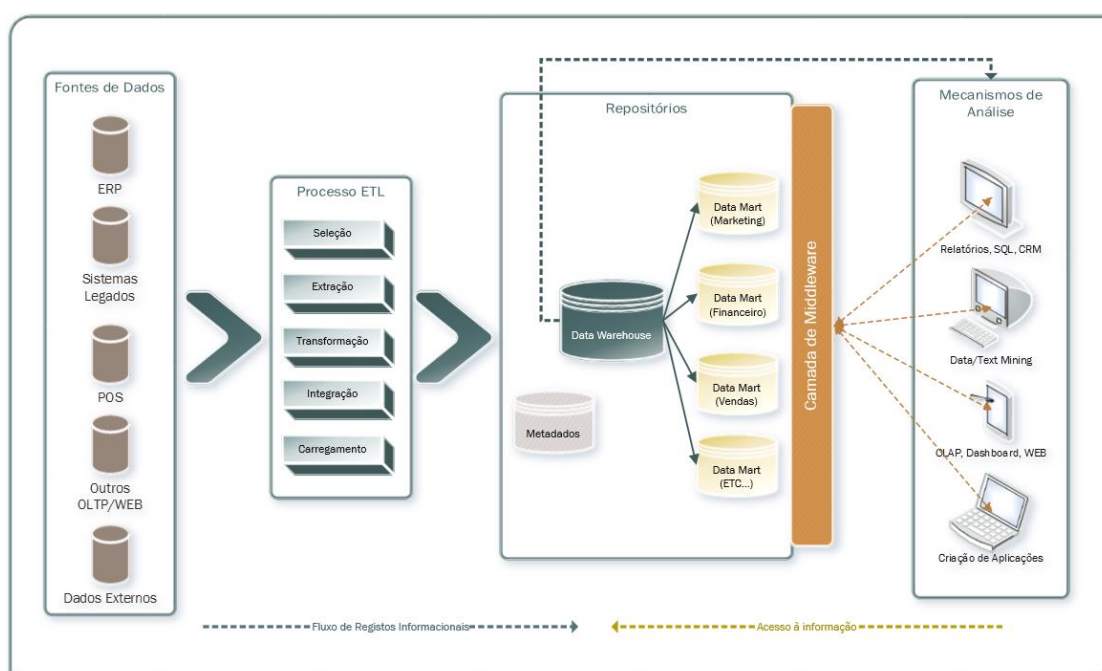 Fontes de Dados
ERP
Sistemas
Legados
POS
Outros
OLTP/WEB
Dados Externos
Processo ETL
Seleção
Extração
Transformação
Integração
Carregamento
Repositórios
Data Warehouse
Metadados
Data Mart
(Marketing)
Data Mart
(Financeiro)
Data Mart
(Vendas)
Data Mart
(ETC...)
Camada de Middleware
Mecanismos de
Análise
Relatórios, SQL, CRM
Data/Text Mining
OLAP, Dashboard, WEB
Criação de Aplicações
Fluxo de Registos Informacionais
Acesso à informação